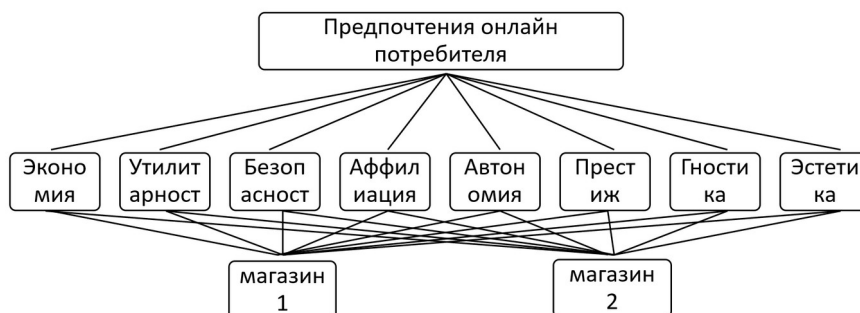 Предпочтения онлайн
потребителя
Эконо
мия
Утилит
арност
Безоп
асност
Аффил
иация
Автон
омия
Прест
иж
Гности
ка
Эстети
ка
магазин
1
магазин
2